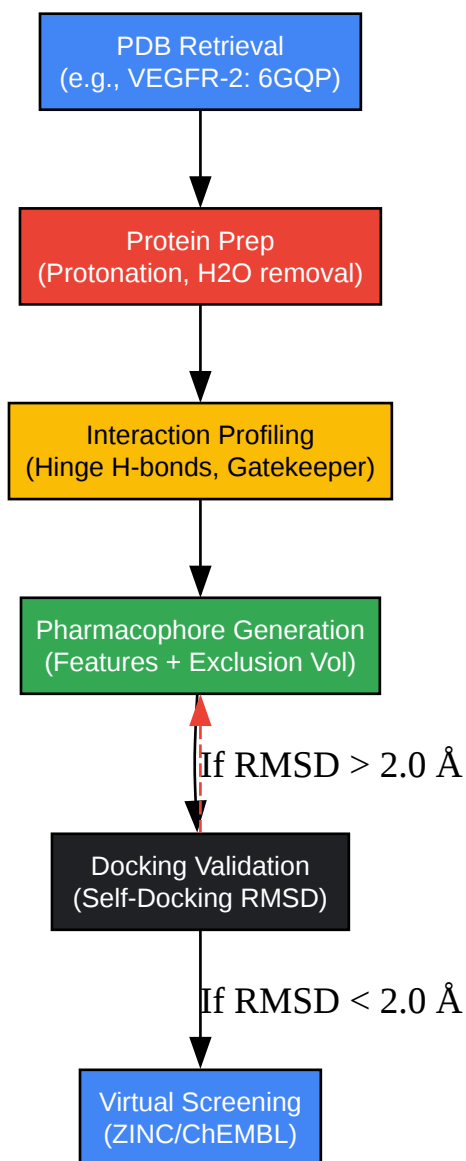 PDB Retrieval
(e.g., VEGFR-2: 6GQP)
Protein Prep
(Protonation, H2O removal)
Interaction Profiling
(Hinge H-bonds, Gatekeeper)
Pharmacophore Generation
(Features + Exclusion Vol)
If RMSD > 2.0 Å
Docking Validation
(Self-Docking RMSD)
If RMSD < 2.0 Å
Virtual Screening
(ZINC/ChEMBL)